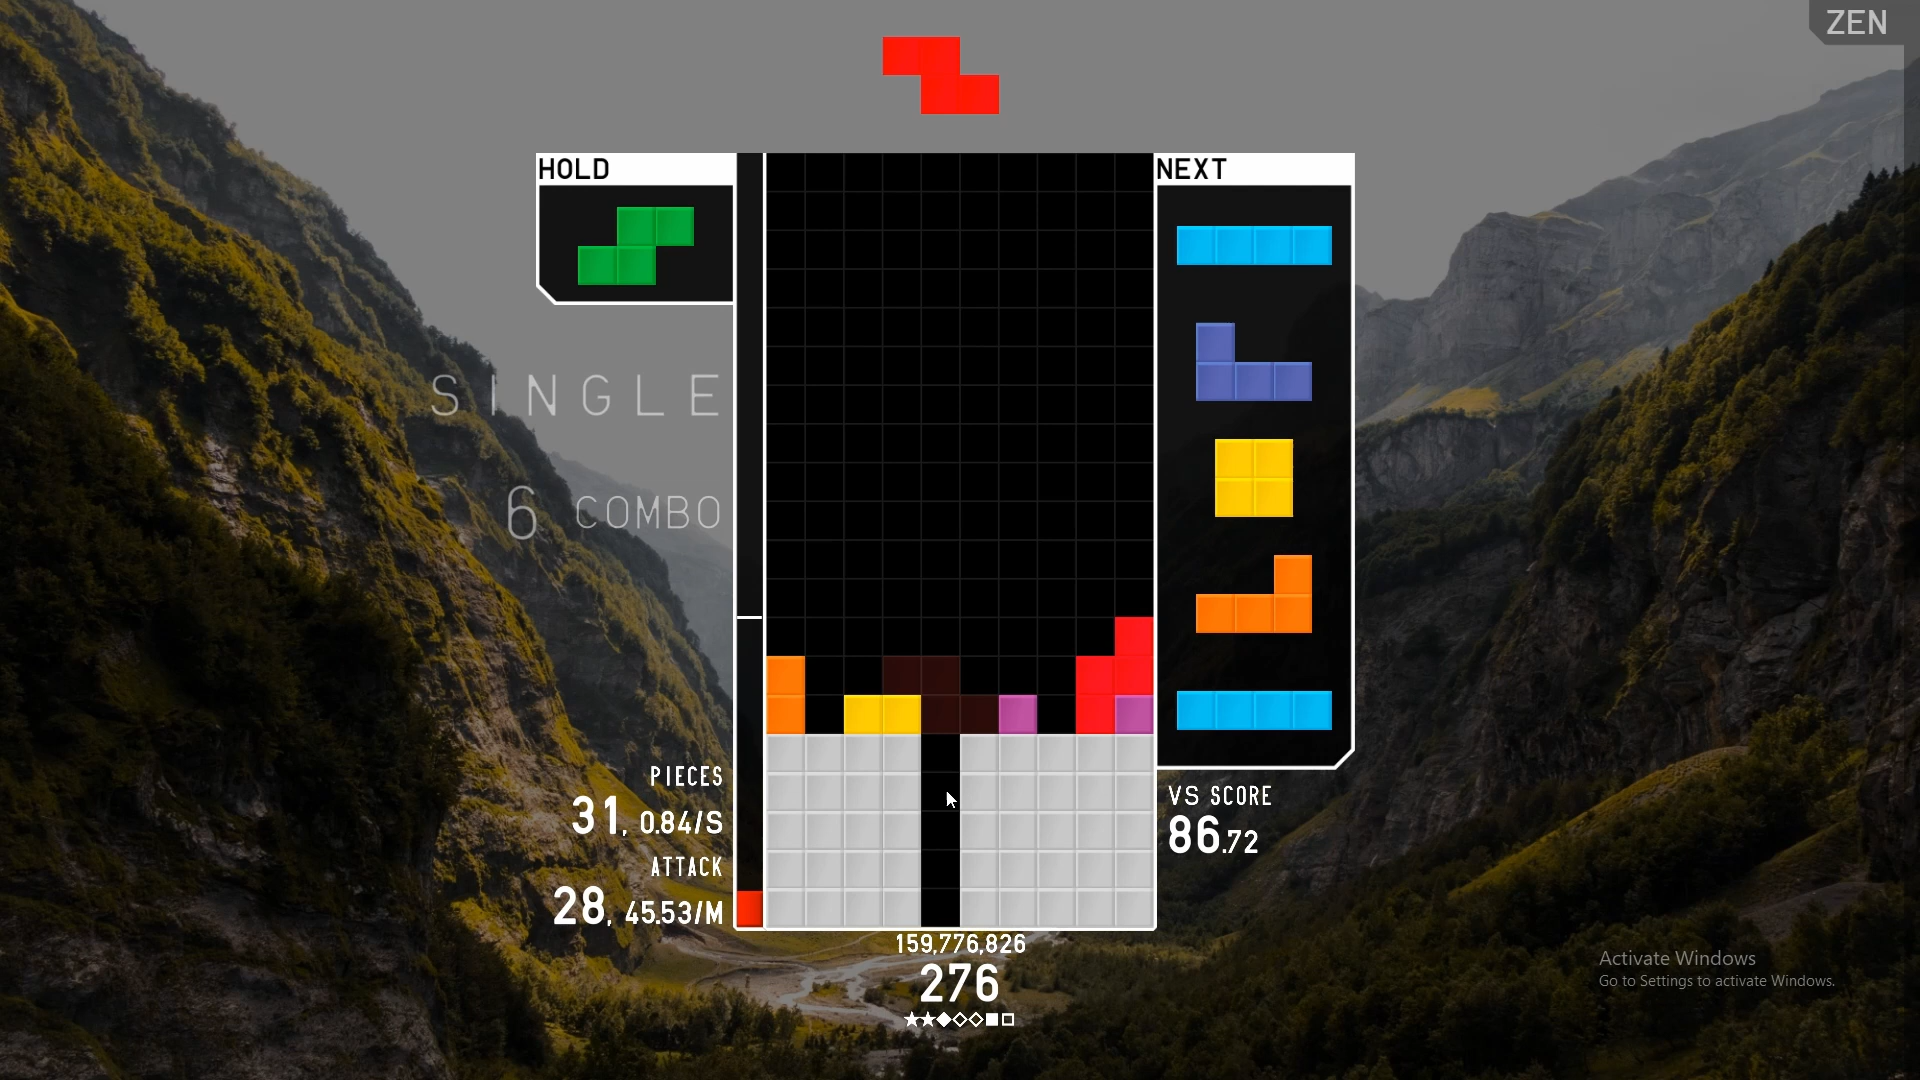 ZEN
HOLD
NEXT
SINGLE
6 COMBO
PIECES
31, 0.84/S
ATTACK
28, 45.53/M
VS SCORE
86.72
159,776,826
276
Activate Windows
Go to Settings to activate Windows.